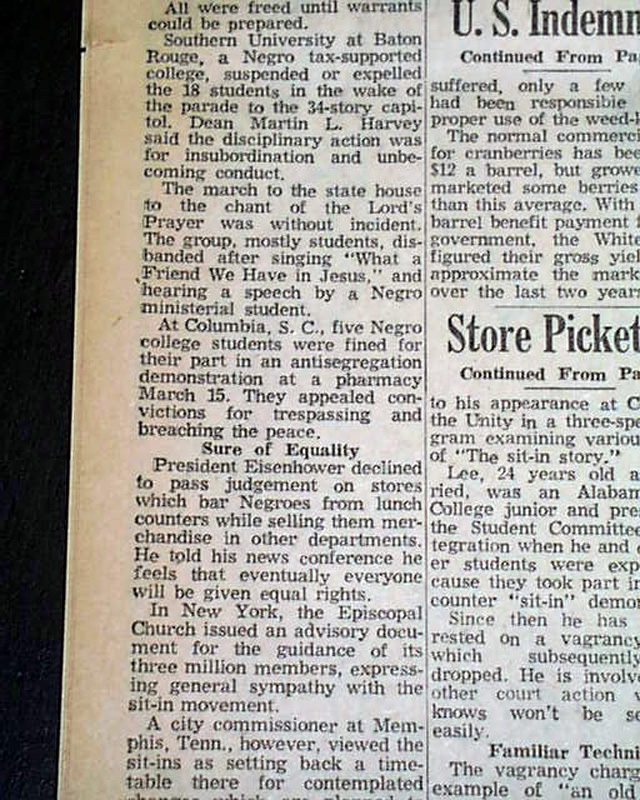 All were freed until warrants
could be prepared.
Southern University at Baton
Rouge, a Negro tax-supported
college, suspended or expelled
the 18 students in the wake of
the parade to the 34-story capi-
tol. Dean Martin L. Harvey
said the disciplinary action was
for insubordination and unbe-
coming conduct.
The march to the state house
to the chant of the Lord's
Prayer was without incident.
The group, mostly students, dis-
banded after singing "What a
Friend We Have in Jesus," and
hearing a speech by a Negro
ministerial student.
At Columbia, S. C., five Negro
college students were fined for
their part in an antisegregation
demonstration at a pharmacy
March 15. They appealed con-
victions for trespassing and
breaching the peace.
Sure of Equality
President Eisenhower declined
to pass judgement on stores
which bar Negroes from lunch
counters while selling them mer-
chandise in other departments.
He told his news conference he
feels that eventually everyone
will be given equal rights.
In New York, the Episcopal
Church issued an advisory docu-
ment for the guidance of its
three million members, express-
ing general sympathy with the
sit-in movement.
A city commissioner at Mem-
phis, Tenn., however, viewed the
sit-ins as setting back a time-
table there for contemplated
U. S. Indemn
Continued From Pa
suffered, only a few
had been responsible
proper use of the weed-k
The normal commerci
for cranberries has bee
$12 a barrel, but growe
marketed some berries
than this average. With
barrel benefit payment f
government, the White
figured their gross yiel
approximate the mark
over the last two years
Store Picket
Continued From Pa
to his appearance at C
the Unity in a three-spe
gram examining variou
of "The sit-in story."
Lee, 24 years old a
ried, was an Alabam
College junior and pres
the Student Committee
tegration when he and
er students were exp
cause they took part in
counter "sit-in" demo
Since then he has
rested on a vagrancy
which subsequently
dropped. He is involve
other court action
knows won't be se
easily.
Familiar Techni
The vagrancy charg
example of "an old